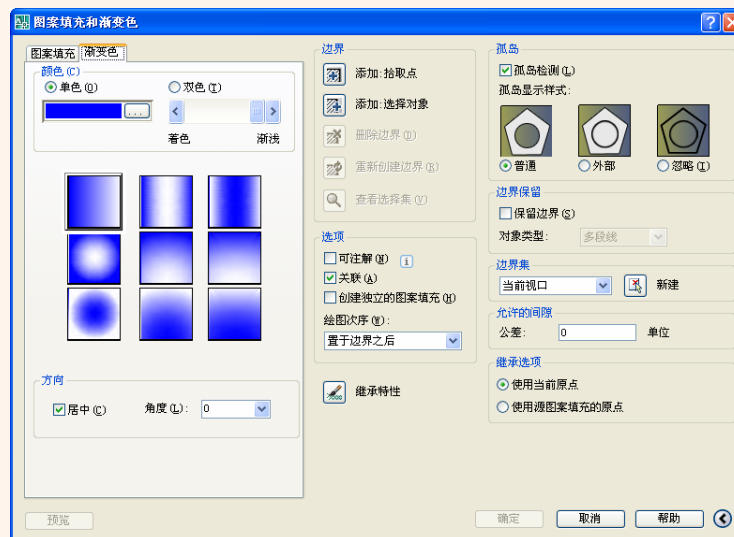 图案填充和渐变色
图案填充 渐变色
颜色(C)
单色(O) 双色(T)
...
着色 渐浅
方向
居中(C) 角度(L): 0
预览
边界
添加:拾取点
添加:选择对象
删除边界(D)
重新创建边界(R)
查看选择集(V)
选项
可注解(N)
关联(A)
创建独立的图案填充(H)
绘图次序(W):
置于边界之后
继承特性
孤岛
孤岛检测(L)
孤岛显示样式:
普通 外部 忽略(I)
边界保留
保留边界(S)
对象类型: 多段线
边界集
当前视口 新建
允许的间隙
公差: 0 单位
继承选项
使用当前原点
使用源图案填充的原点
确定 取消 帮助